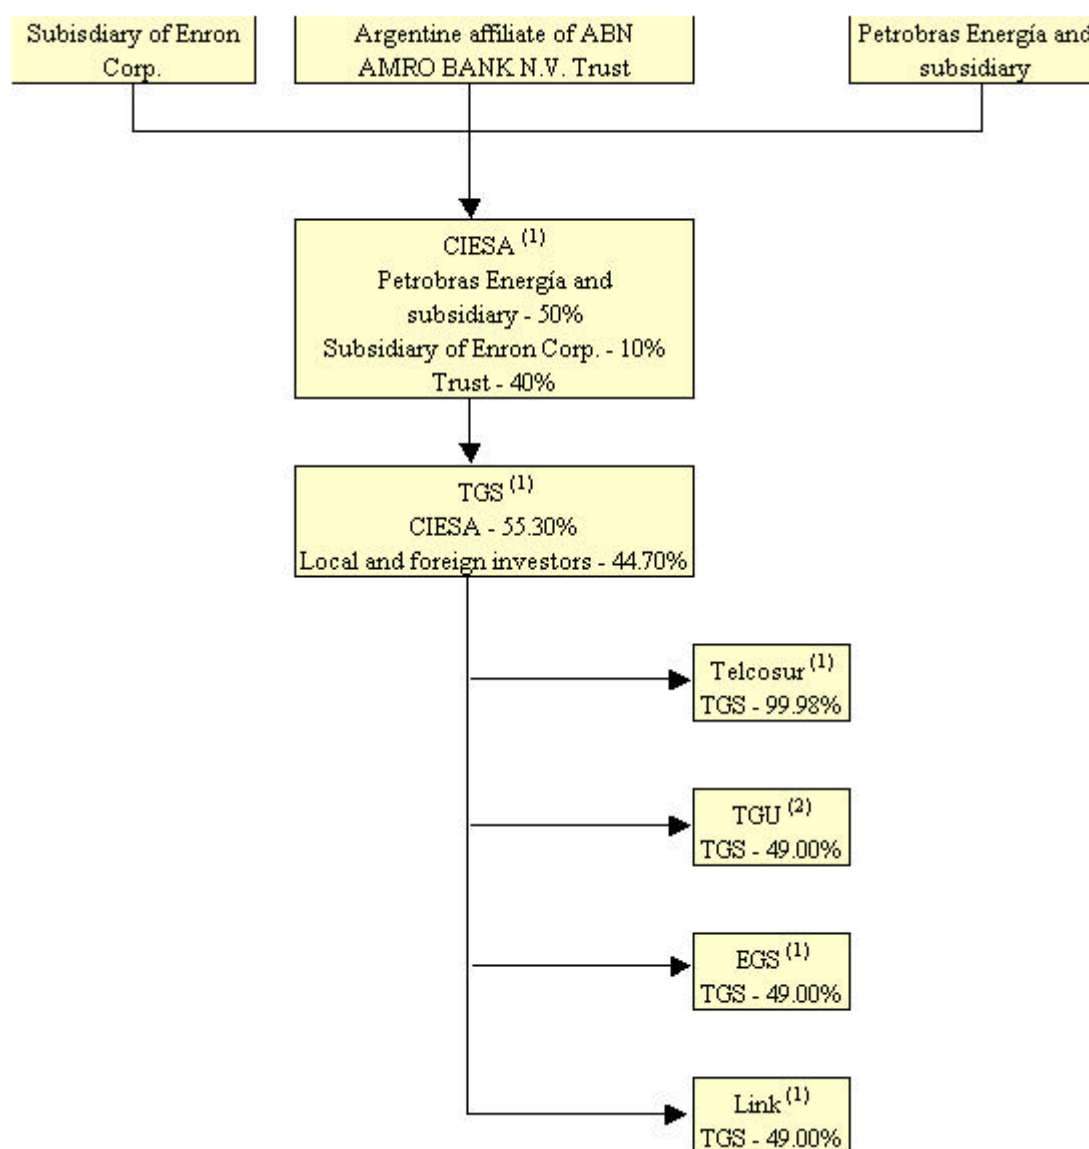 Subisdiary of Enron
Corp.
Argentine affiliate of ABN
AMRO BANK N.V. Trust
Petrobras Energía and
subsidiary
CIESA (1)
Petrobras Energía and
subsidiary - 50%
Subsidiary of Enron Corp. - 10%
Trust - 40%
TGS (1)
CIESA - 55.30%
Local and foreign investors - 44.70%
Telcosur (1)
TGS - 99.98%
TGU (2)
TGS - 49.00%
EGS (1)
TGS - 49.00%
Link (1)
TGS - 49.00%